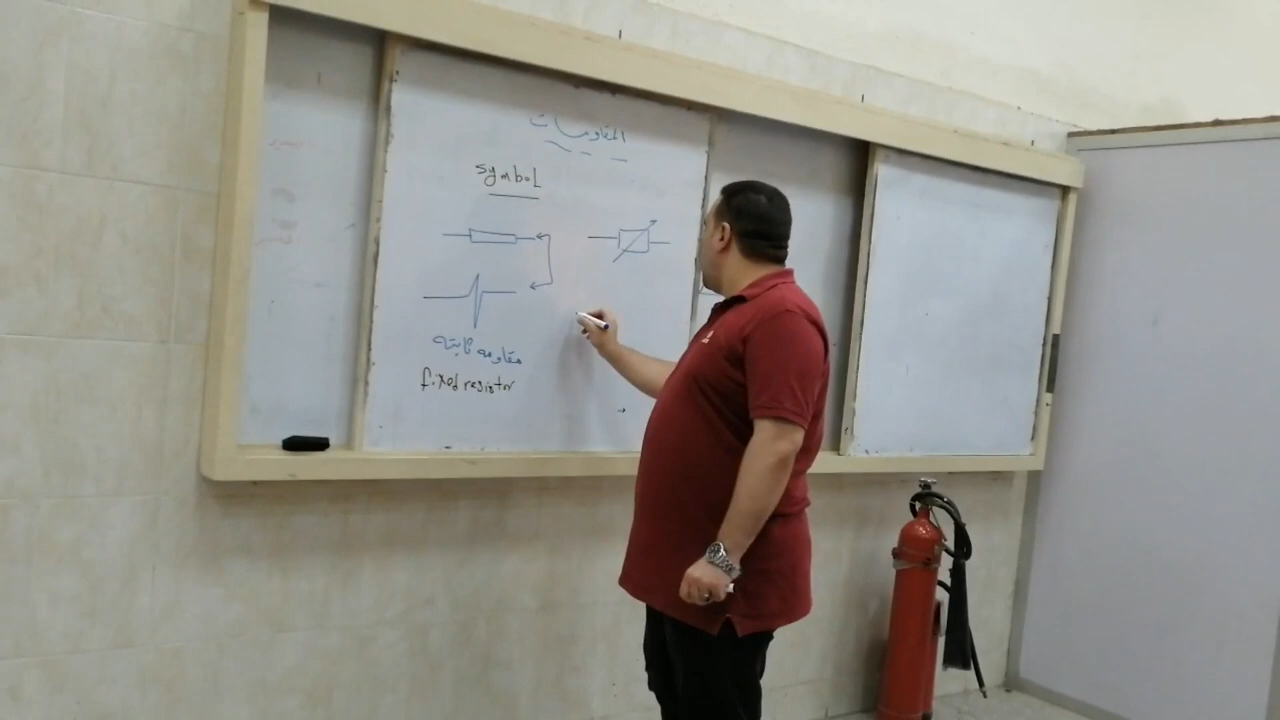 المقاومات
symbol
مقاومه ثابته
fixed resistor